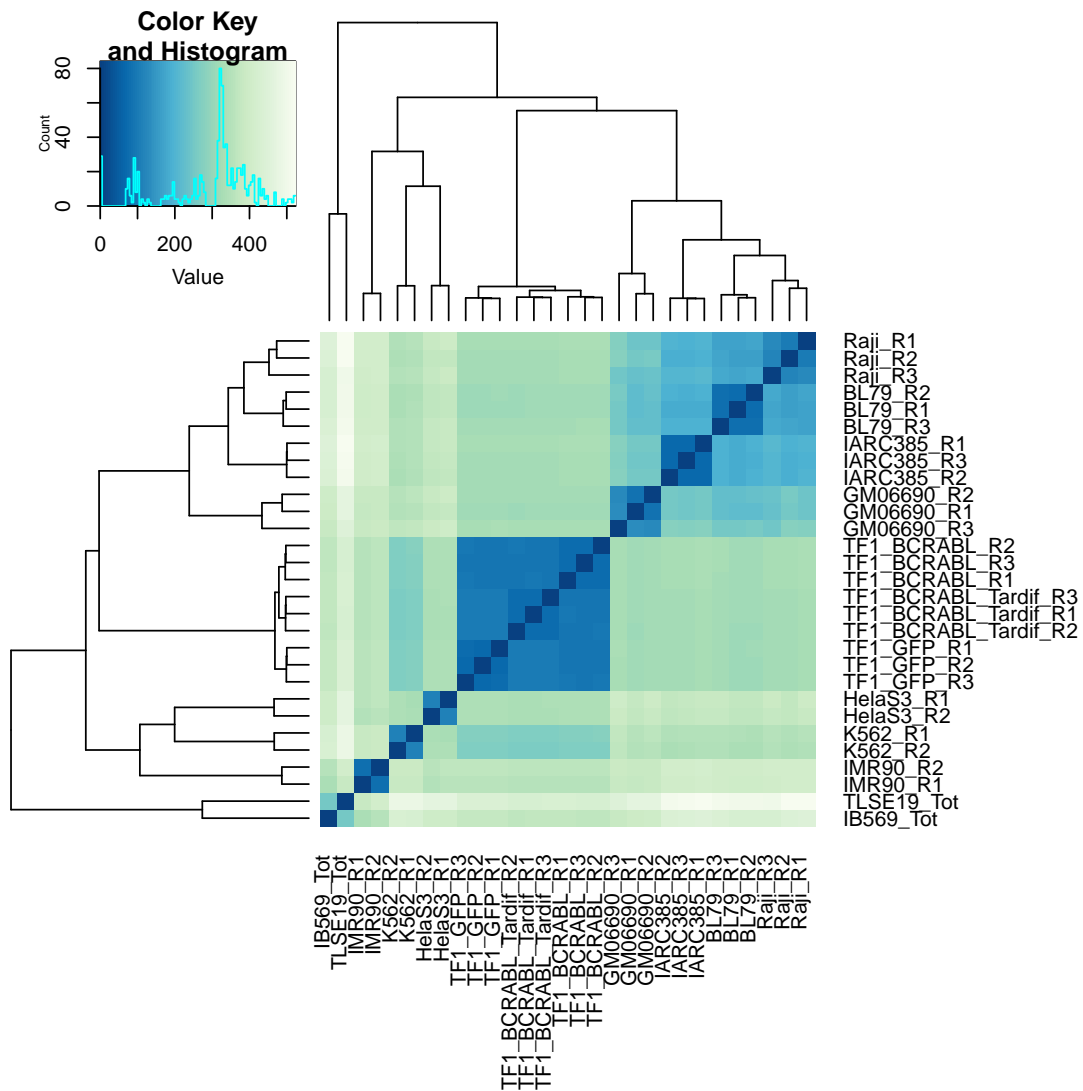 Color Key
and Histogram
Count
0
40
80
0
200
400
Value
Raji_R1
Raji_R2
Raji_R3
BL79_R2
BL79_R1
BL79_R3
IARC385_R1
IARC385_R3
IARC385_R2
GM06690_R2
GM06690_R1
GM06690_R3
TF1_BCRABL_R2
TF1_BCRABL_R3
TF1_BCRABL_R1
TF1_BCRABL_Tardif_R3
TF1_BCRABL_Tardif_R1
TF1_BCRABL_Tardif_R2
TF1_GFP_R1
TF1_GFP_R2
TF1_GFP_R3
HelaS3_R1
HelaS3_R2
K562_R1
K562_R2
IMR90_R2
IMR90_R1
TLSE19_Tot
IB569_Tot
IB569_Tot
TLSE19_Tot
IMR90_R1
IMR90_R2
K562_R2
K562_R1
HelaS3_R2
HelaS3_R1
TF1_GFP_R3
TF1_GFP_R2
TF1_GFP_R1
TF1_BCRABL_Tardif_R2
TF1_BCRABL_Tardif_R1
TF1_BCRABL_Tardif_R3
TF1_BCRABL_R1
TF1_BCRABL_R3
TF1_BCRABL_R2
GM06690_R3
GM06690_R1
GM06690_R2
IARC385_R2
IARC385_R3
IARC385_R1
BL79_R3
BL79_R1
BL79_R2
Raji_R3
Raji_R2
Raji_R1